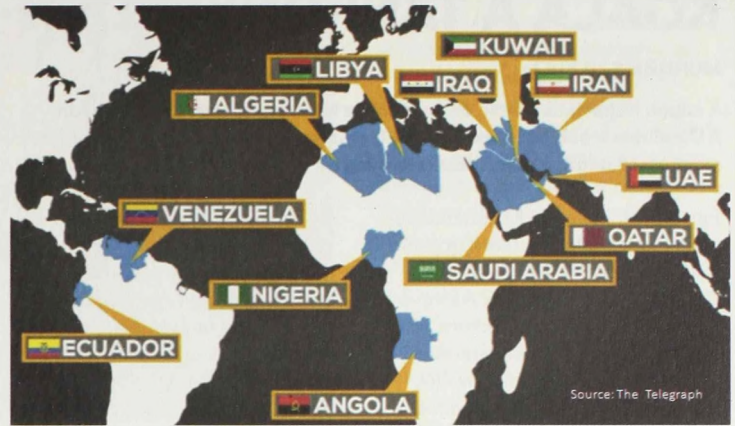 KUWAIT
LIBYA
IRAQ
IRAN
ALGERIA
UAE
VENEZUELA
QATAR
SAUDI ARABIA
NIGERIA
ECUADOR
ANGOLA
Source: The Telegraph